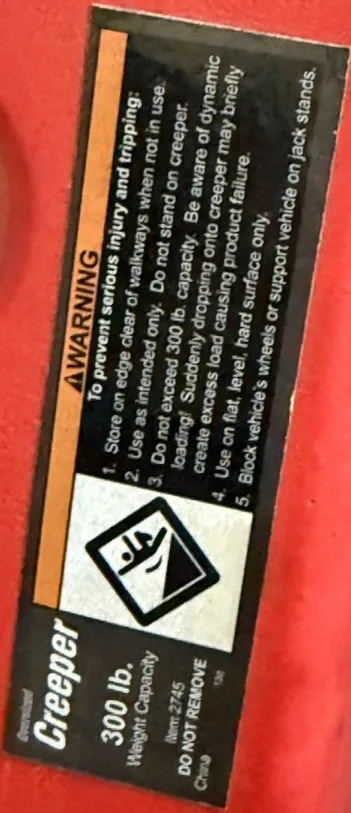 Oversized
Creeper
300 lb.
Weight Capacity
Item 2745
DO NOT REMOVE
China
⚠WARNING
To prevent serious injury and tripping:
1. Store on edge clear of walkways when not in use.
2. Use as intended only. Do not stand on creeper.
3. Do not exceed 300 lb. capacity. Be aware of dynamic
loading! Suddenly dropping onto creeper may briefly
create excess load causing product failure.
4. Use on flat, level, hard surface only.
5. Block vehicle's wheels or support vehicle on jack stands.